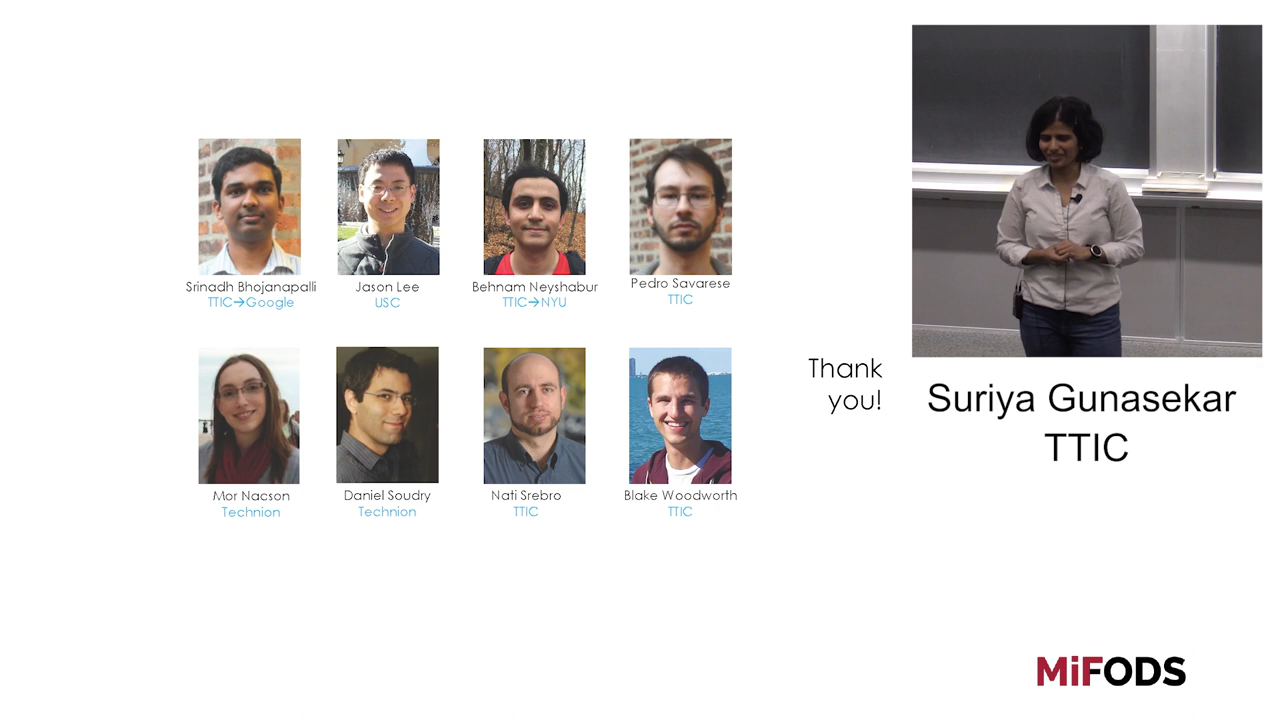 Srinadh Bhojanapalli
TTIC→Google
Jason Lee
USC
Behnam Neyshabur
TTIC→NYU
Pedro Savarese
TTIC
Mor Nacson
Technion
Daniel Soudry
Technion
Nati Srebro
TTIC
Blake Woodworth
TTIC
Thank
you!
Suriya Gunasekar
TTIC
MiFODS